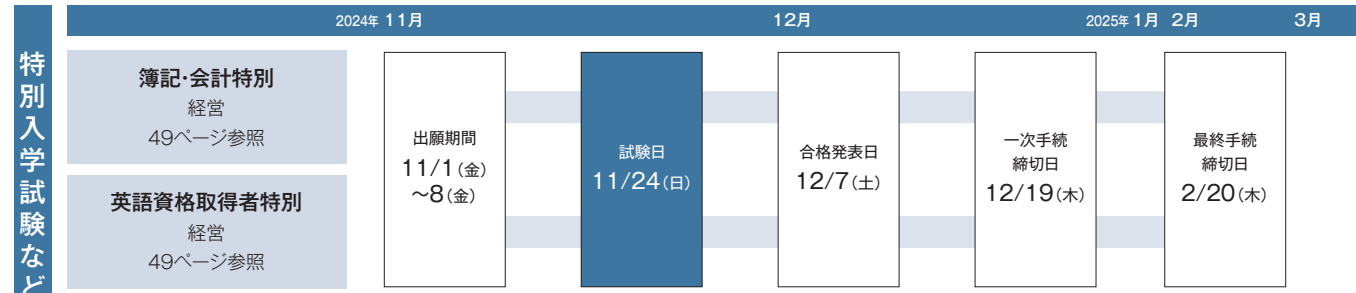 2024年 11月 12月 2025年 1月 2月 3月
特別入学試験など
簿記・会計特別
経営
49ページ参照
英語資格取得者特別
経営
49ページ参照
出願期間
11/1(金)
～8(金)
試験日
11/24(日)
合格発表日
12/7(土)
一次手続
締切日
12/19(木)
最終手続
締切日
2/20(木)